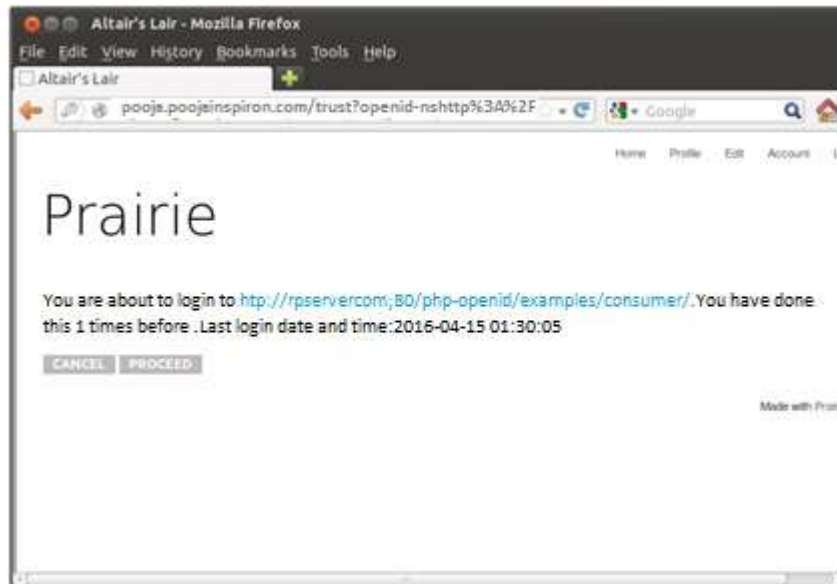 Altair's Lair - Mozilla Firefox
File Edit View History Bookmarks Tools Help
Altair's Lair
pooja.poojainspiron.com/trust?openid-nshttp%3A%2F
Google
Home Profile Edit Account
Prairie
You are about to login to htp://rpservercom;80/php-openid/examples/consumer/.You have done
this 1 times before .Last login date and time:2016-04-15 01:30:05
CANCEL PROCEED
Made with Prair